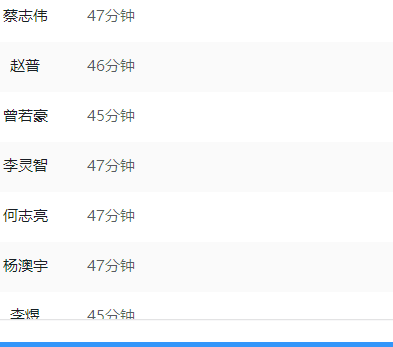 蔡志伟 47分钟
赵普 46分钟
曾若豪 45分钟
李灵智 47分钟
何志亮 47分钟
杨澳宇 47分钟
李煜 45分钟